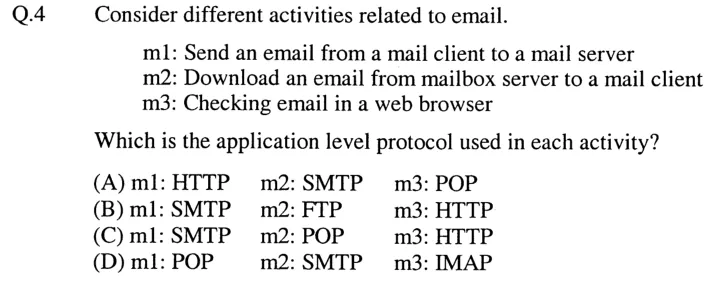 Q.4 Consider different activities related to email.
m1: Send an email from a mail client to a mail server
m2: Download an email from mailbox server to a mail client
m3: Checking email in a web browser
Which is the application level protocol used in each activity?
(A) m1: HTTP m2: SMTP m3: POP
(B) m1: SMTP m2: FTP m3: HTTP
(C) m1: SMTP m2: POP m3: HTTP
(D) m1: POP m2: SMTP m3: IMAP